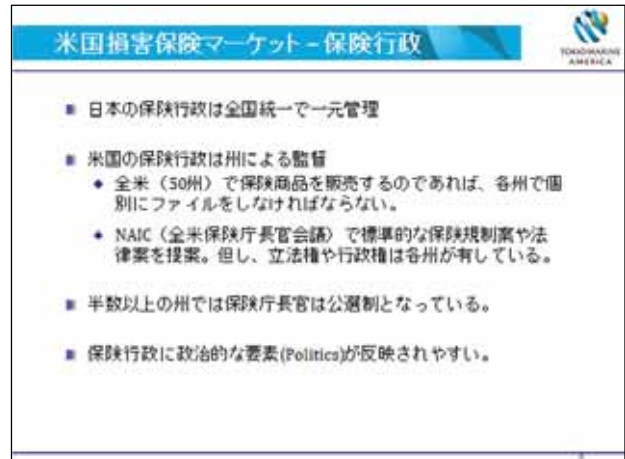 米国損害保険マーケット－保険行政
TOKIO MARINE
AMERICA
日本の保険行政は全国統一で一元管理
米国の保険行政は州による監督
全米（50州）で保険商品を販売するのであれば、各州で個
別にファイルをしなければならない。
NAIC（全米保険庁長官会議）で標準的な保険規制案や法
律案を提案。但し、立法権や行政権は各州が有している。
半数以上の州では保険庁長官は公選制となっている。
保険行政に政治的な要素(Politics)が反映されやすい。